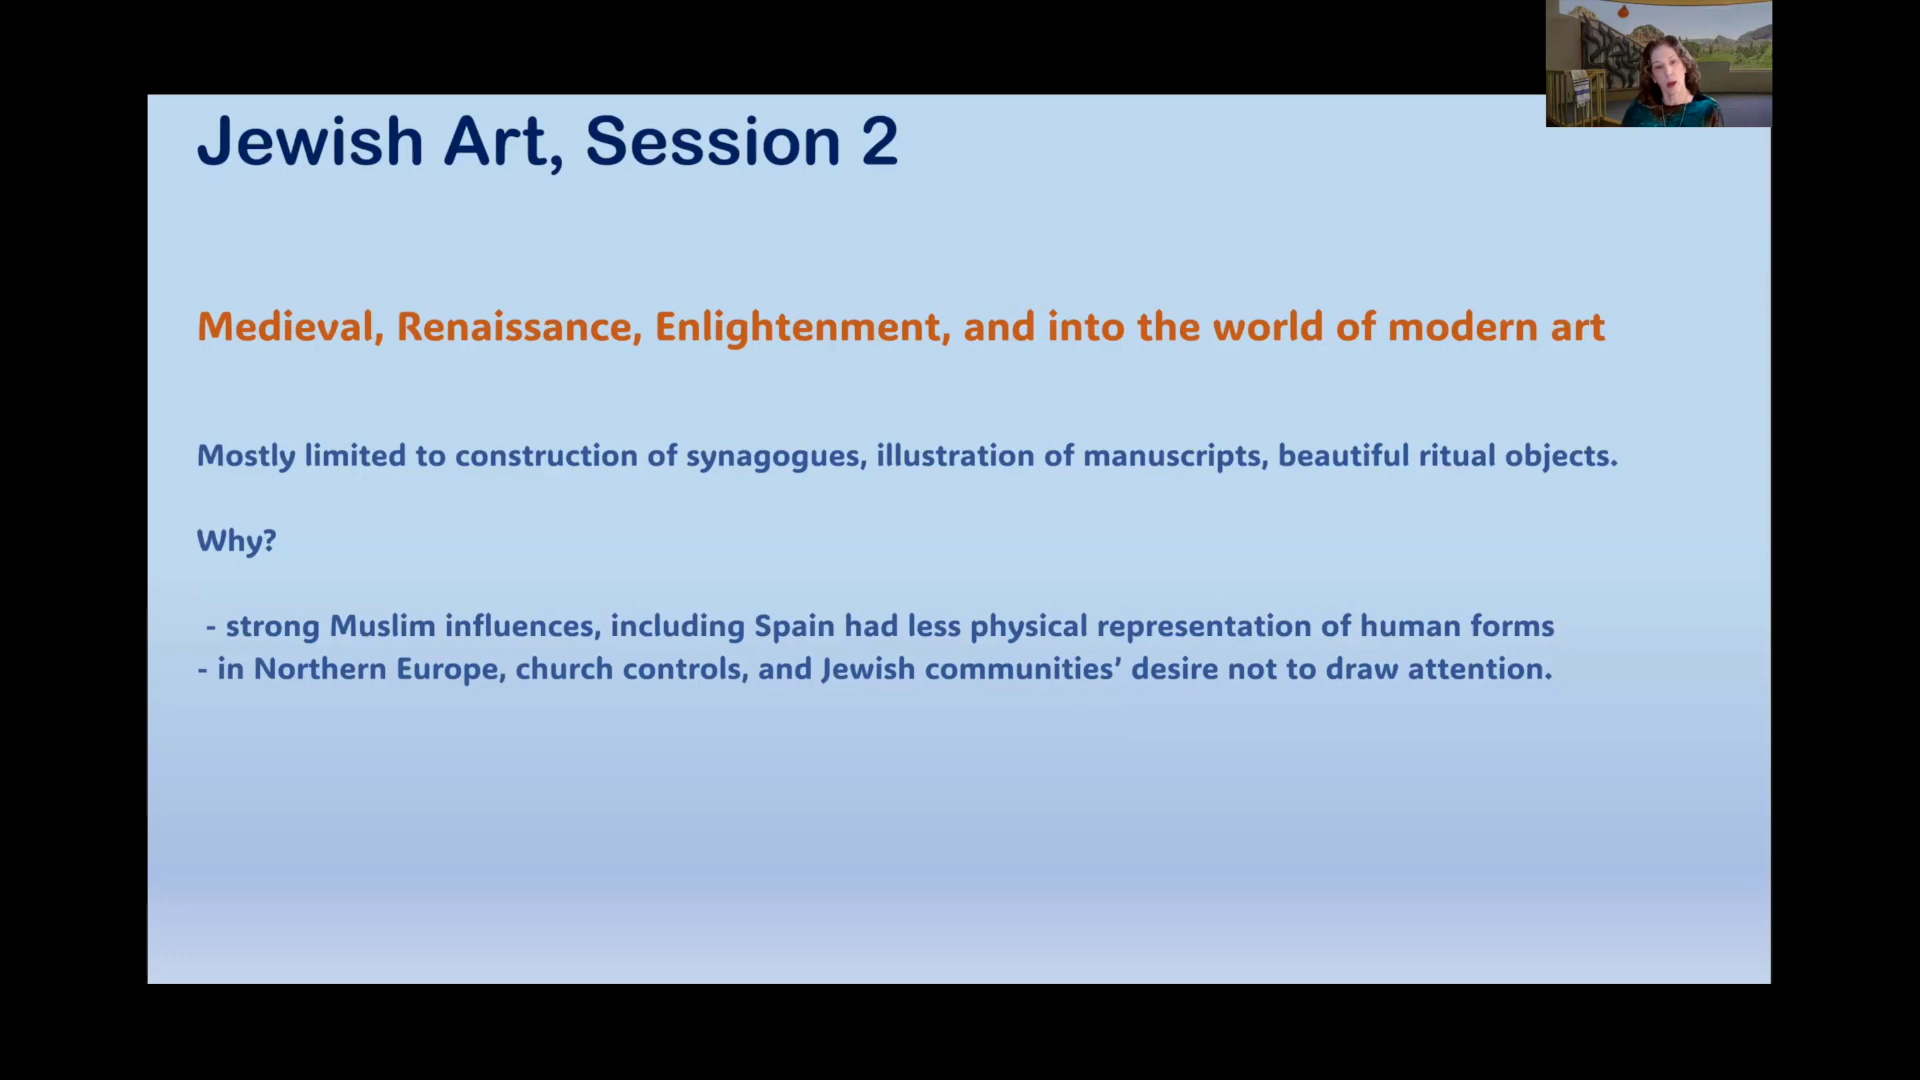 Jewish Art, Session 2
Medieval, Renaissance, Enlightenment, and into the world of modern art
Mostly limited to construction of synagogues, illustration of manuscripts, beautiful ritual objects.
Why?
- strong Muslim influences, including Spain had less physical representation of human forms
- in Northern Europe, church controls, and Jewish communities’ desire not to draw attention.